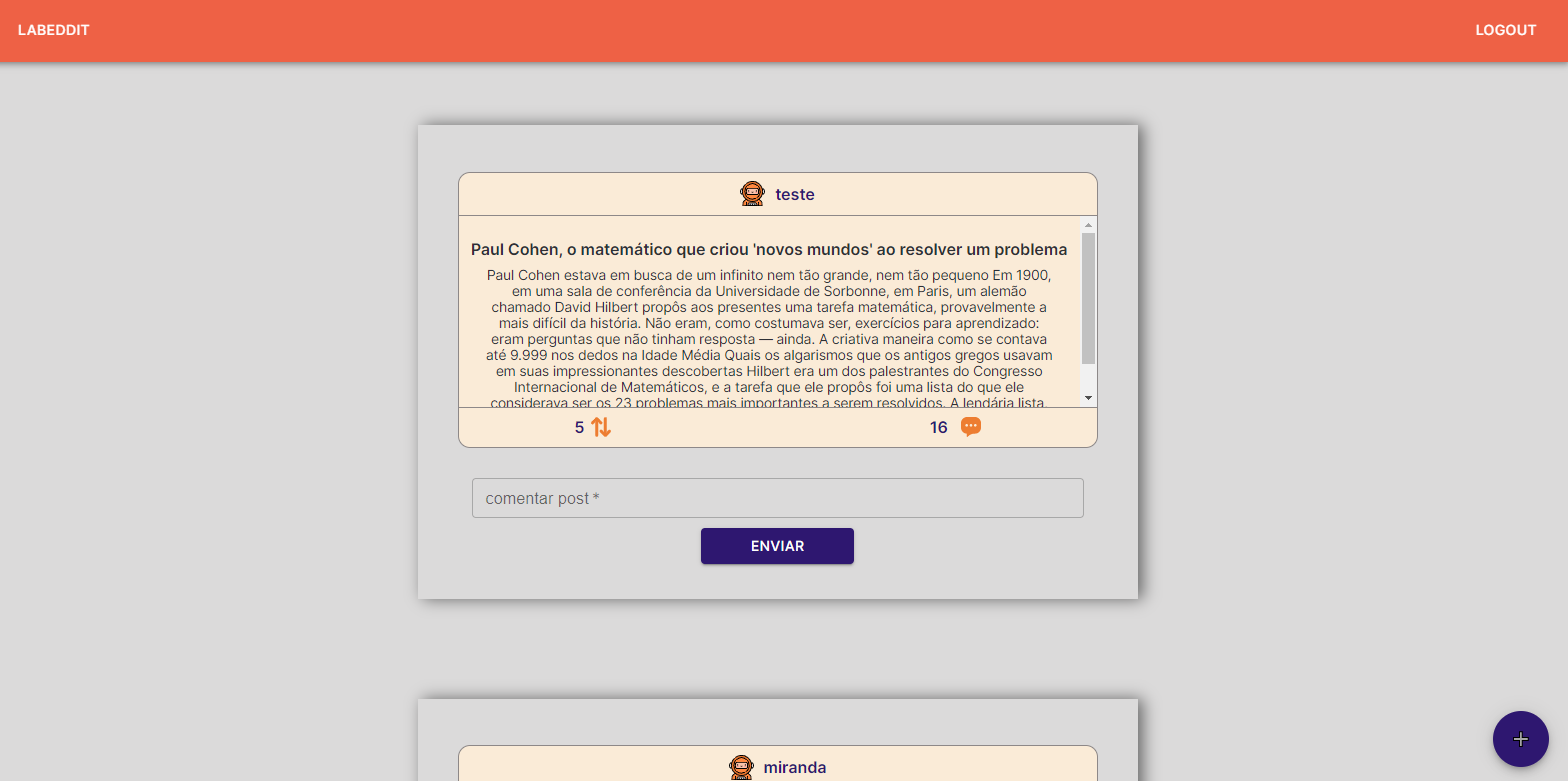 LABEDDIT
LOGOUT
teste
Paul Cohen, o matemático que criou 'novos mundos' ao resolver um problema
Paul Cohen estava em busca de um infinito nem tão grande, nem tão pequeno Em 1900,
em uma sala de conferência da Universidade de Sorbonne, em Paris, um alemão
chamado David Hilbert propôs aos presentes uma tarefa matemática, provavelmente a
mais difícil da história. Não eram, como costumava ser, exercícios para aprendizado:
eram perguntas que não tinham resposta — ainda. A criativa maneira como se contava
até 9.999 nos dedos na Idade Média Quais os algarismos que os antigos gregos usavam
em suas impressionantes descobertas Hilbert era um dos palestrantes do Congresso
Internacional de Matemáticos, e a tarefa que ele propôs foi uma lista do que ele
considerava ser os 23 problemas mais importantes a serem resolvidos. A lendária lista,
5
16
comentar post *
ENVIAR
miranda
+